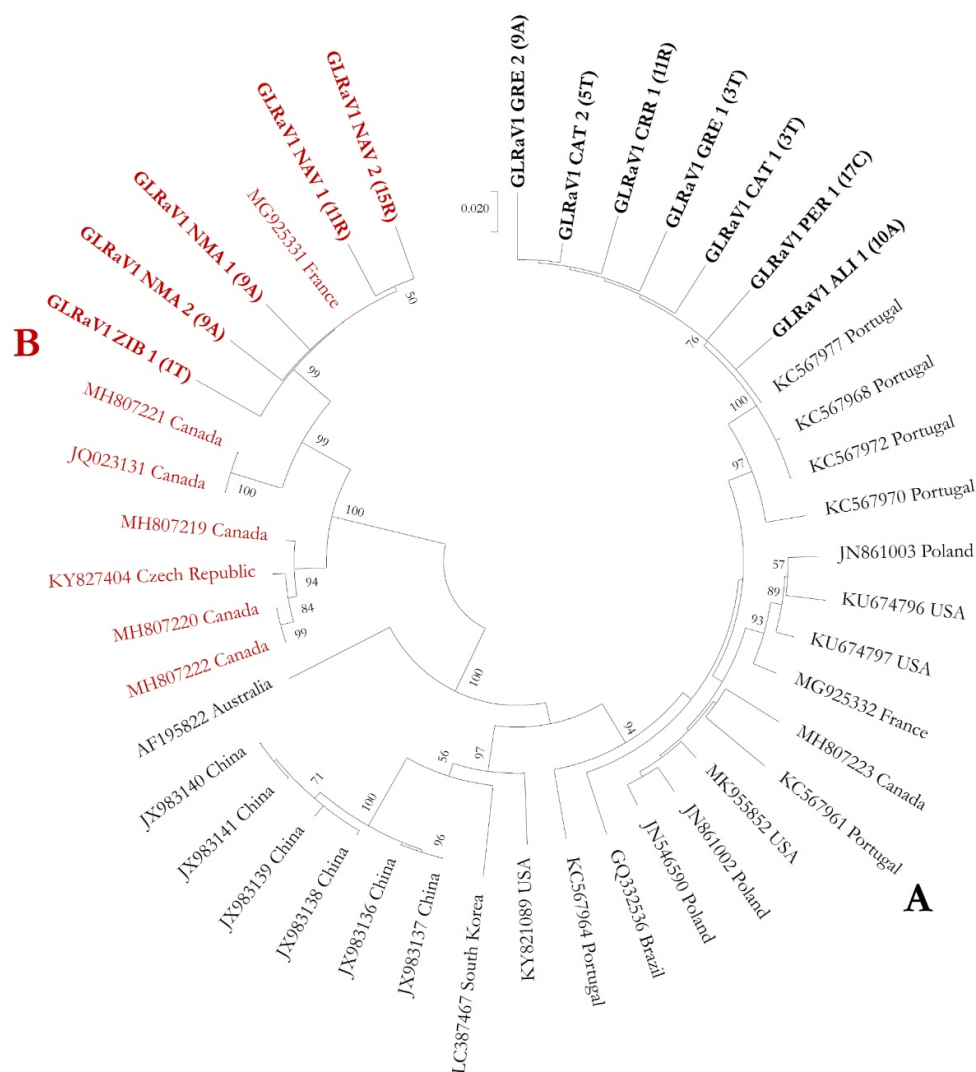 GLRaV1 GRE 2 (9A)
GLRaV1 CAT 2 (5T)
GLRaV1 CRR 1 (11R)
GLRaV1 GRE 1 (3T)
GLRaV1 CAT 1 (3T)
GLRaV1 PER 1 (17C)
GLRaV1 ALI 1 (10A)
KC567977 Portugal
KC567968 Portugal
KC567972 Portugal
KC567970 Portugal
JN861003 Poland
KU674796 USA
KU674797 USA
MG925332 France
MH807223 Canada
KC567961 Portugal
MK955852 USA
JN861002 Poland
JN546590 Poland
GQ332536 Brazil
KC567964 Portugal
KY821089 USA
LC387467 South Korea
JX983137 China
JX983136 China
JX983138 China
JX983139 China
JX983141 China
JX983140 China
AF195822 Australia
MH807222 Canada
MH807220 Canada
KY827404 Czech Republic
MH807219 Canada
JQ023131 Canada
MH807221 Canada
GLRaV1 ZIB 1 (1T)
GLRaV1 NMA 2 (9A)
GLRaV1 NMA 1 (9A)
MG925331 France
GLRaV1 NAV 1 (11R)
GLRaV1 NAV 2 (15R)
0.020
A
B
76
100
97
57
89
93
94
97
56
100
96
71
100
100
99
84
94
100
99
99
50